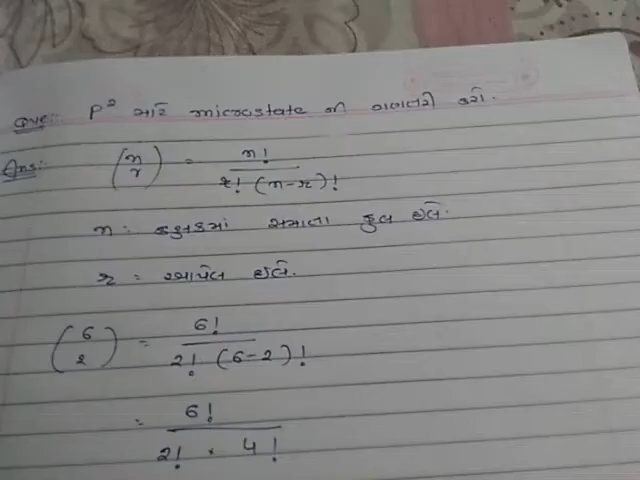 Que:: P² માટે microstate ની ગણતરી કરો.
Ans:- (n r) = n! / r! (n-r)!
n = કક્ષકમાં સમાતા કુલ ઇલે.
r = આપેલ ઇલે.
(6 2) = 6! / 2! (6-2)!
= 6! / 2! × 4!